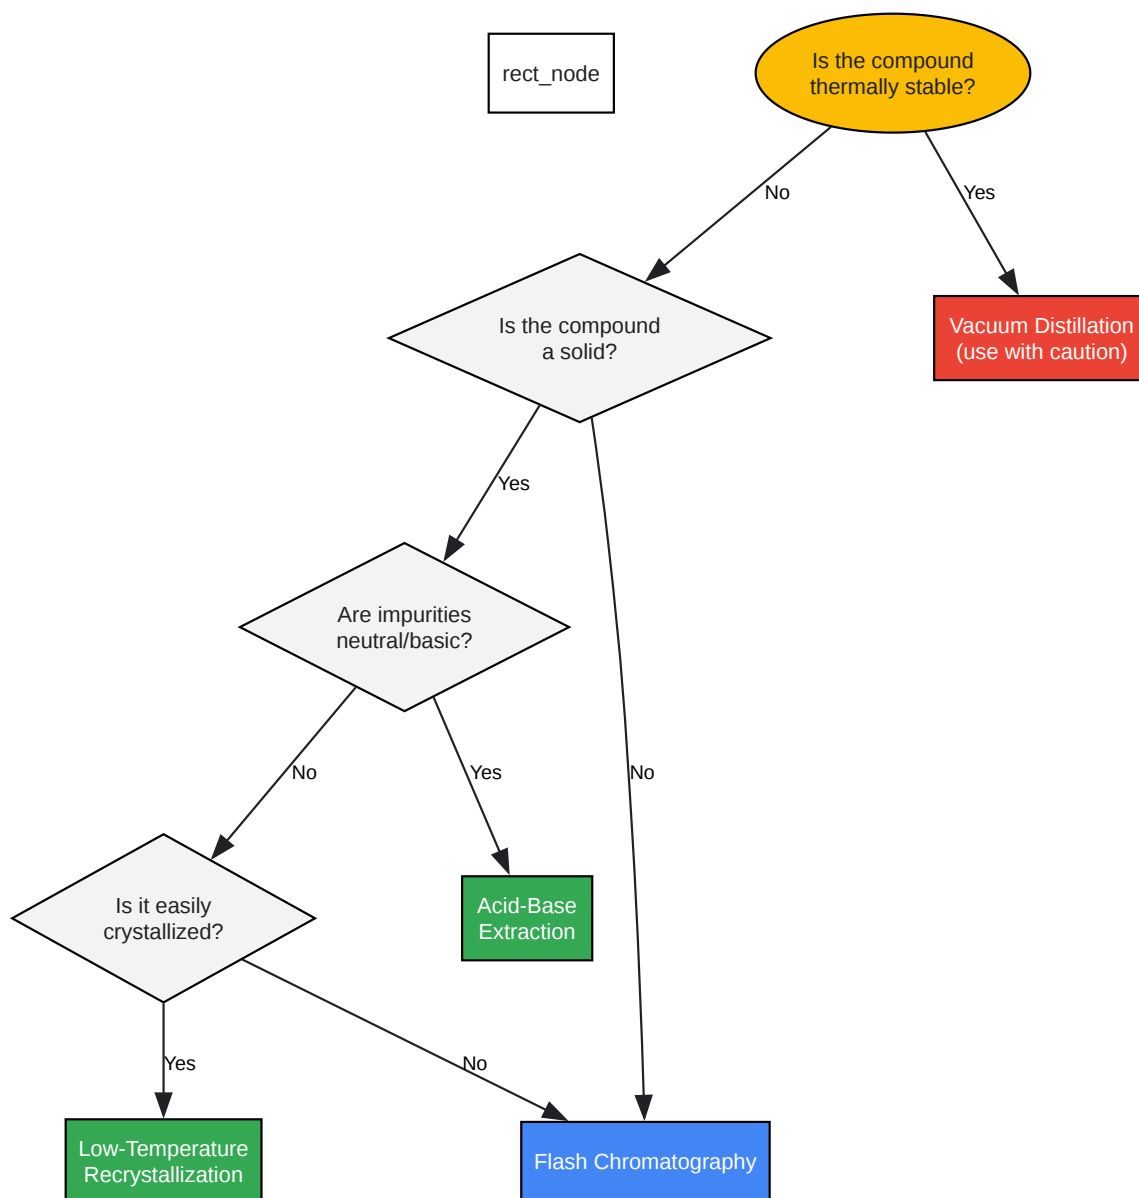 rect_node
Is the compound
thermally stable?
No
Yes
Is the compound
a solid?
Vacuum Distillation
(use with caution)
Yes
Are impurities
neutral/basic?
No
Yes
No
Is it easily
crystallized?
Acid-Base
Extraction
Yes
No
Low-Temperature
Recrystallization
Flash Chromatography